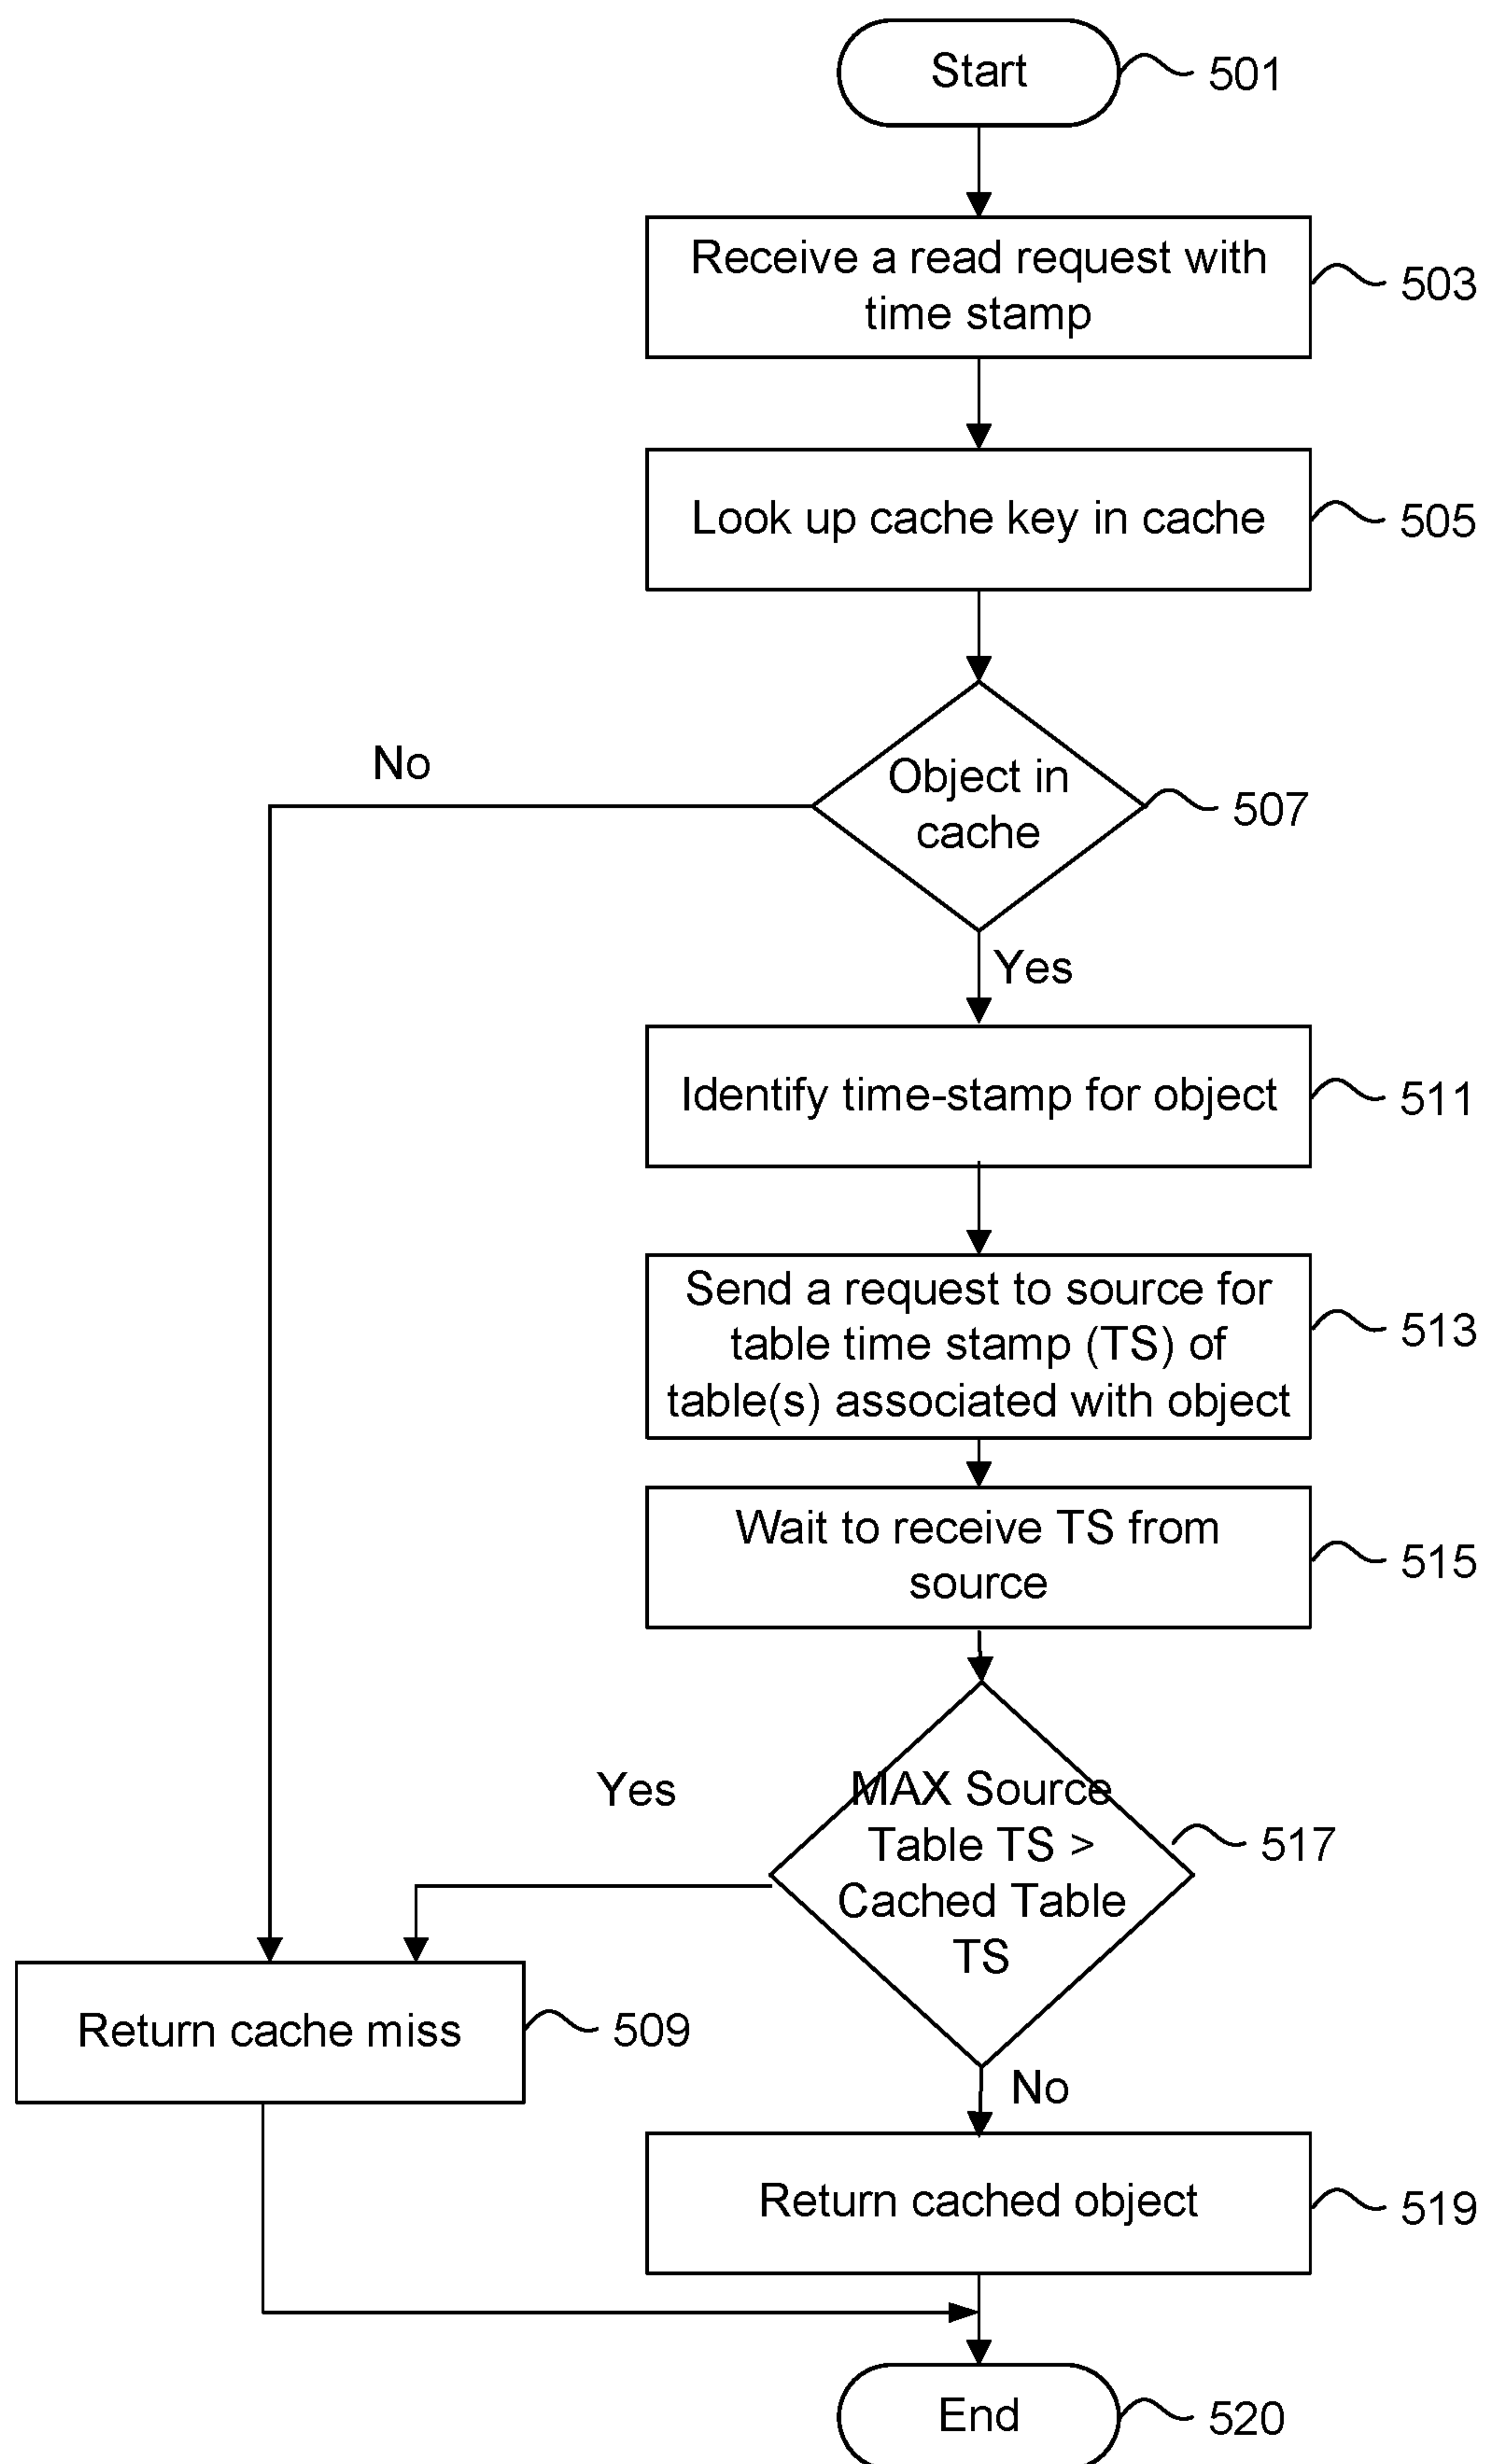 Start
501
Receive a read request with
time stamp
503
Look up cache key in cache
505
No
Object in
cache
507
Yes
Identify time-stamp for object
511
Send a request to source for
table time stamp (TS) of
table(s) associated with object
513
Wait to receive TS from
source
515
Yes
MAX Source
Table TS >
Cached Table
TS
517
Return cache miss
509
No
Return cached object
519
End
520